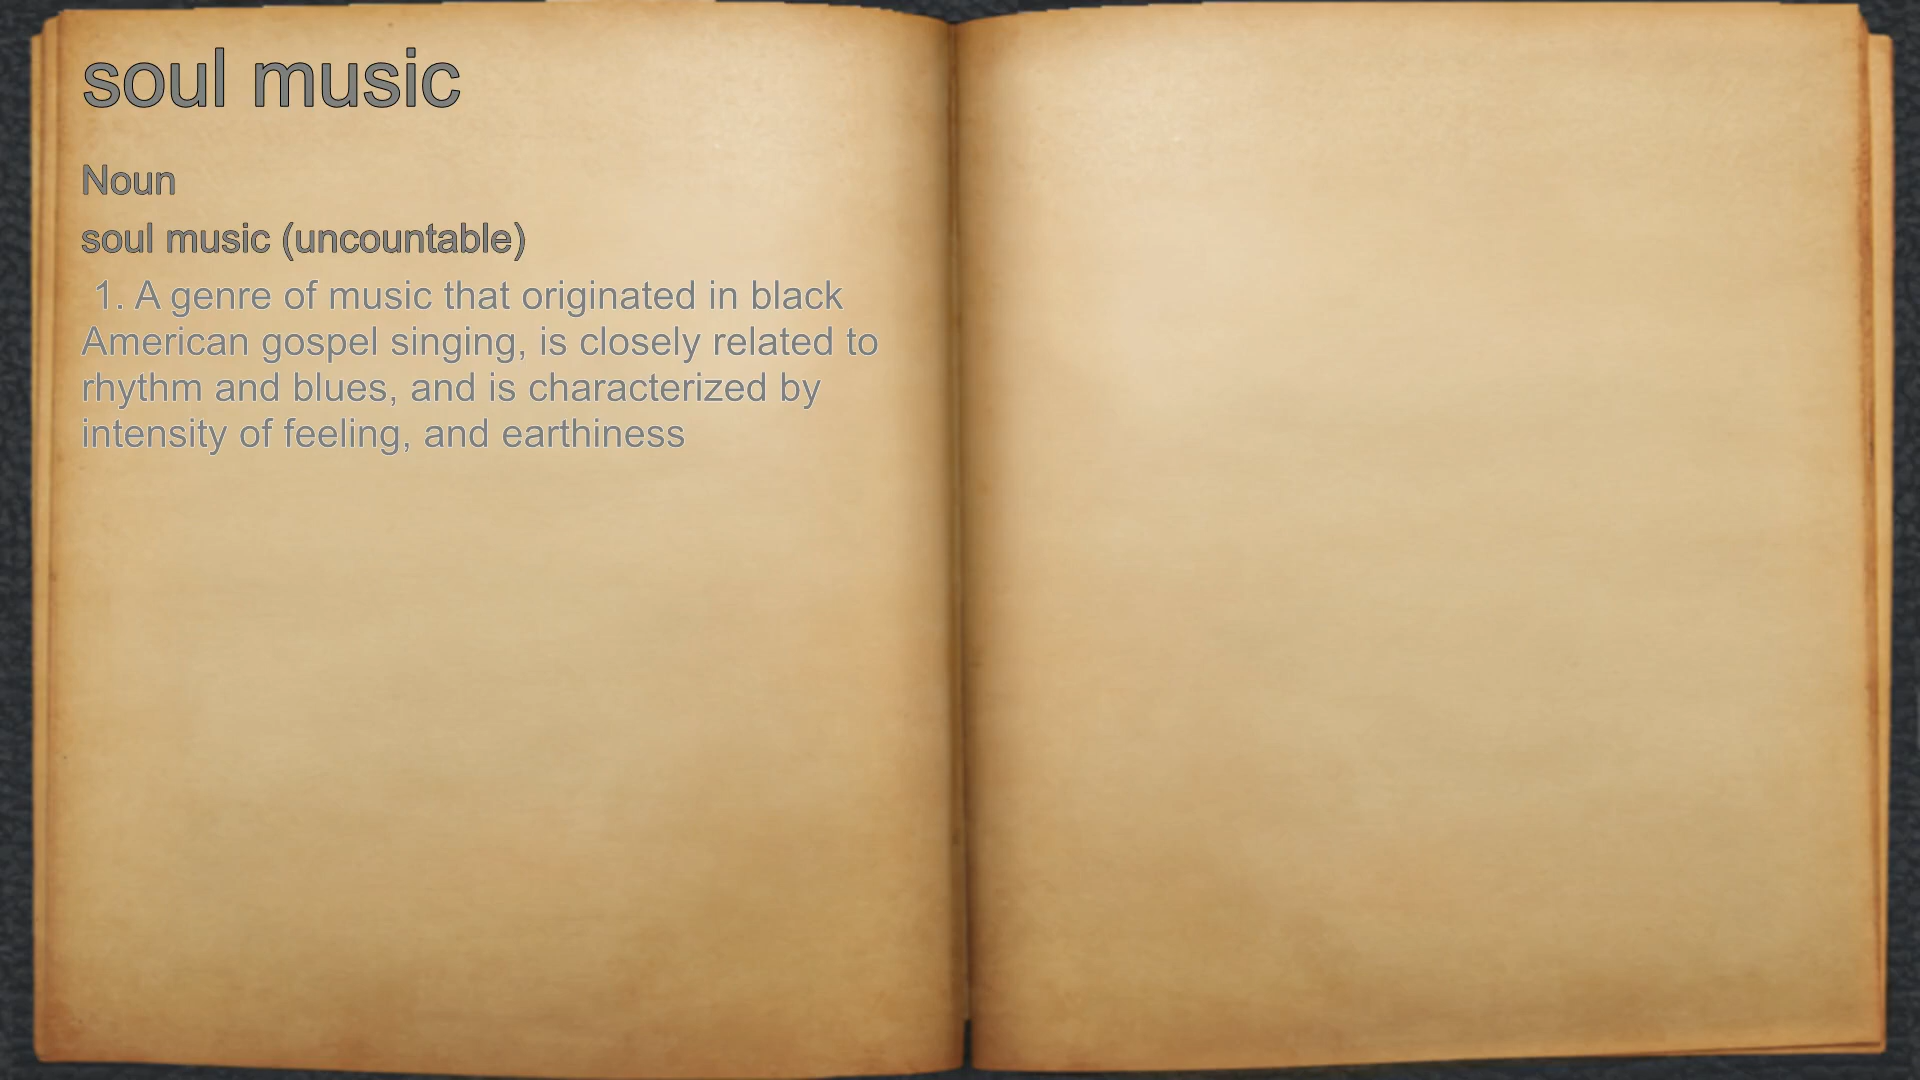 soul music
Noun
soul music (uncountable)
1. A genre of music that originated in black
American gospel singing, is closely related to
rhythm and blues, and is characterized by
intensity of feeling, and earthiness